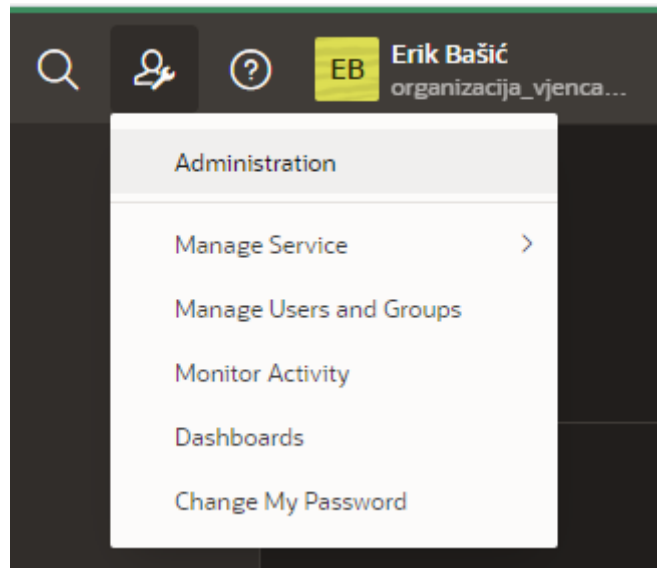 EB
Erik Bašić
organizacija_vjenca...
Administration
Manage Service
Manage Users and Groups
Monitor Activity
Dashboards
Change My Password